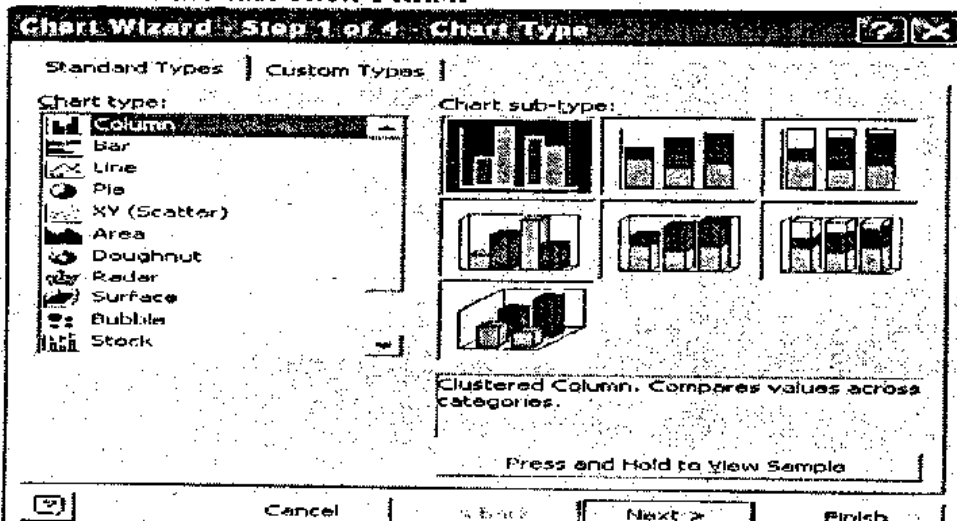 Chart Wizard - Step 1 of 4 - Chart Type
Standard Types
Custom Types
Chart type:
Column
Bar
Line
Pie
XY (Scatter)
Area
Doughnut
Radar
Surface
Bubble
Stock
Chart sub-type:
Clustered Column. Compares values across
categories.
Press and Hold to View Sample
Cancel
< Back
Next >
Finish